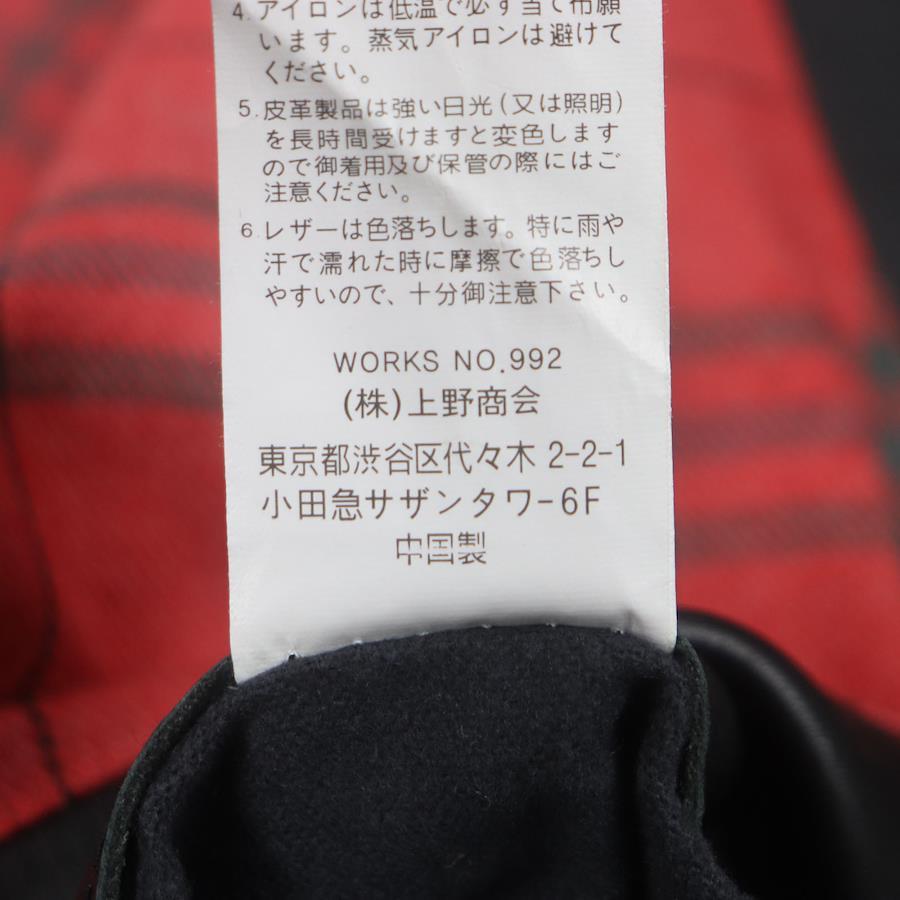 4. アイロンは低温で必ず当て布願
います。蒸気アイロンは避けて
ください。
5. 皮革製品は強い日光(又は照明)
を長時間受けますと変色します
ので御着用及び保管の際にはご
注意ください。
6. レザーは色落ちします。特に雨や
汗で濡れた時に摩擦で色落ちし
やすいので、十分御注意下さい。
WORKS NO.992
(株)上野商会
東京都渋谷区代々木 2-2-1
小田急サザンタワー6F
中国製